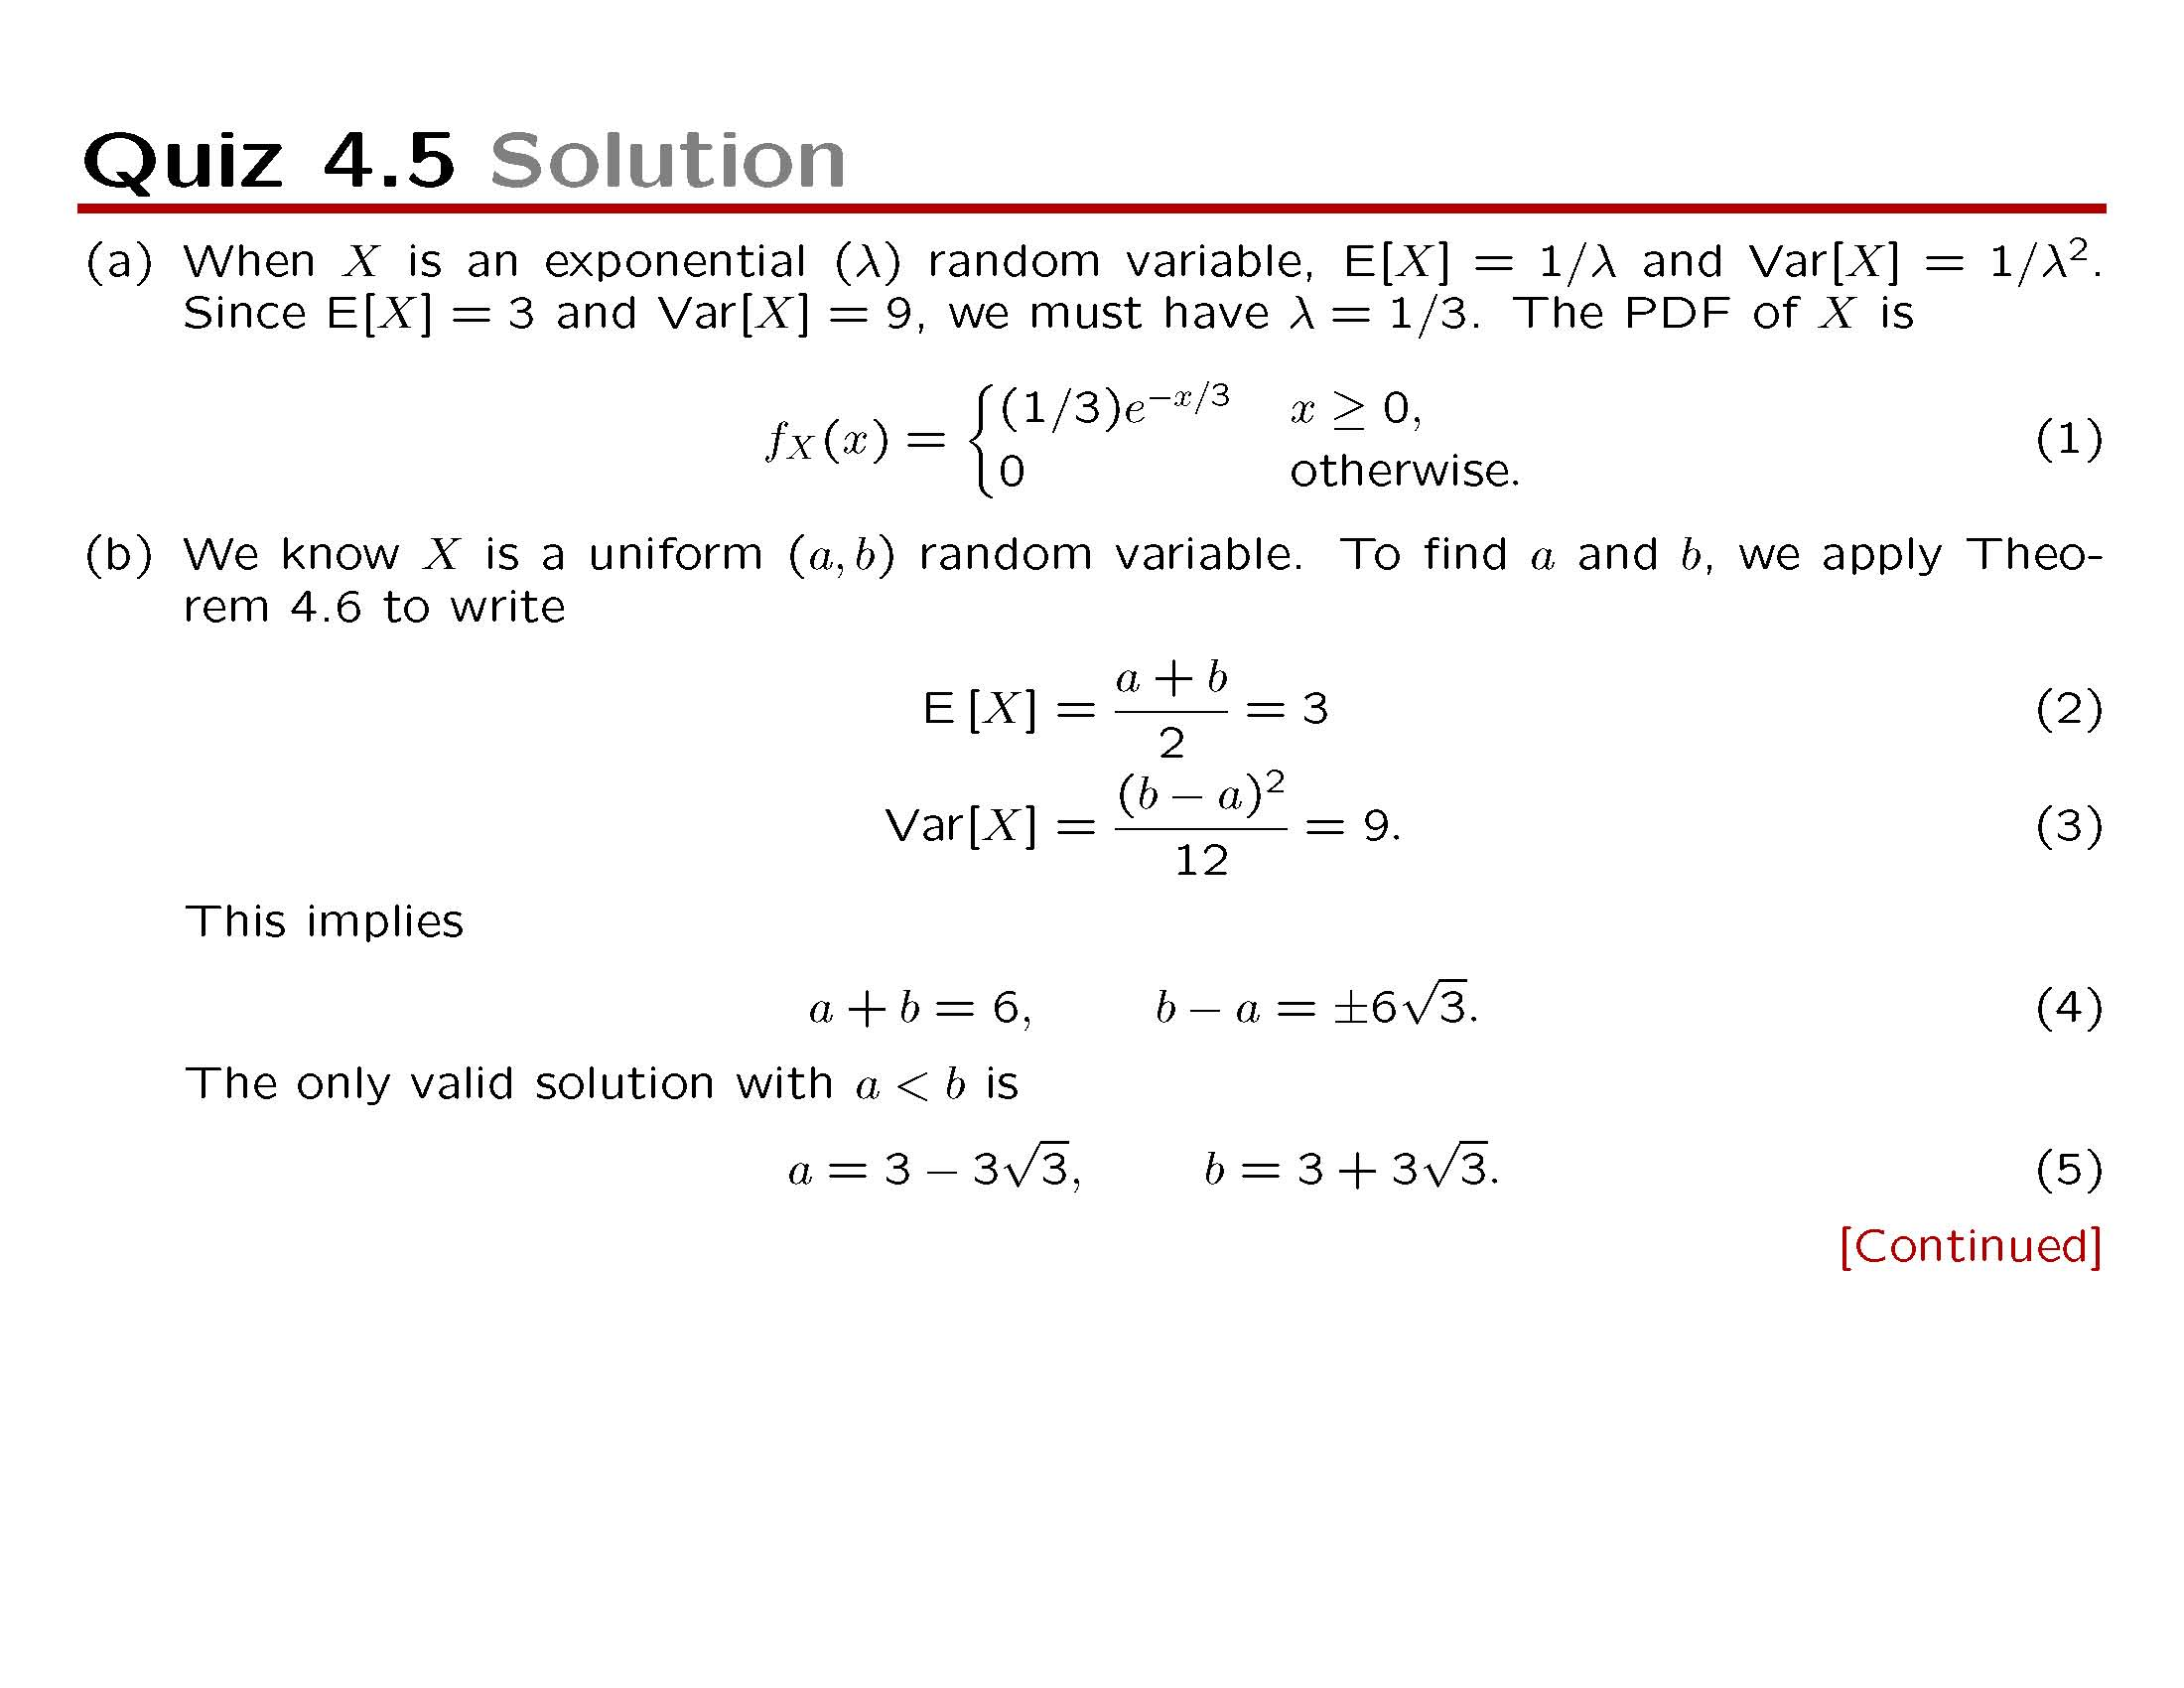 Quiz 4.5 Solution
(a) When X is an exponential (λ) random variable, E[X] = 1/λ and Var[X] = 1/λ².
Since E[X] = 3 and Var[X] = 9, we must have λ = 1/3. The PDF of X is
f_X(x) = { (1/3)e^{−x/3} x ≥ 0,
0 otherwise. (1)
(b) We know X is a uniform (a, b) random variable. To find a and b, we apply Theo-
rem 4.6 to write
E [X] = (a + b)/2 = 3 (2)
Var[X] = (b − a)²/12 = 9. (3)
This implies
a + b = 6, b − a = ±6√3. (4)
The only valid solution with a < b is
a = 3 − 3√3, b = 3 + 3√3. (5)
[Continued]